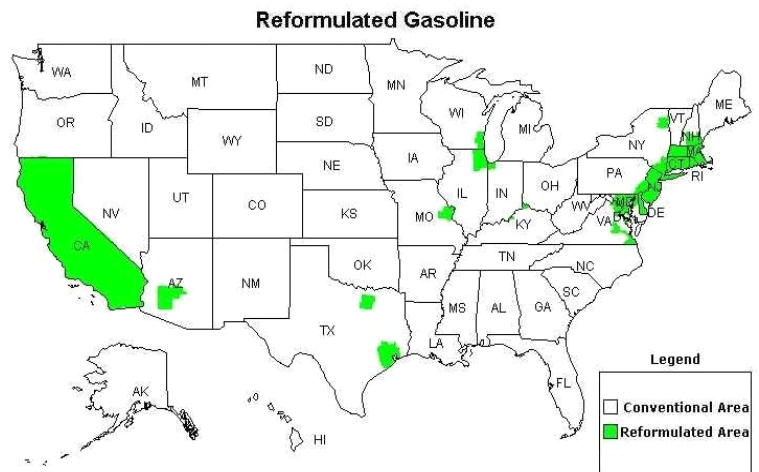 Reformulated Gasoline
WA
MT
ND
MN
ME
OR
ID
SD
WI
MI
VT
NH
NY
MA
WY
IA
CT
RI
NE
PA
NJ
NV
UT
CO
IL
IN
OH
MD
DE
WV
KS
MO
KY
VA
DC
CA
AZ
NM
OK
AR
TN
NC
SC
TX
MS
AL
GA
LA
FL
AK
HI
Legend
Conventional Area
Reformulated Area